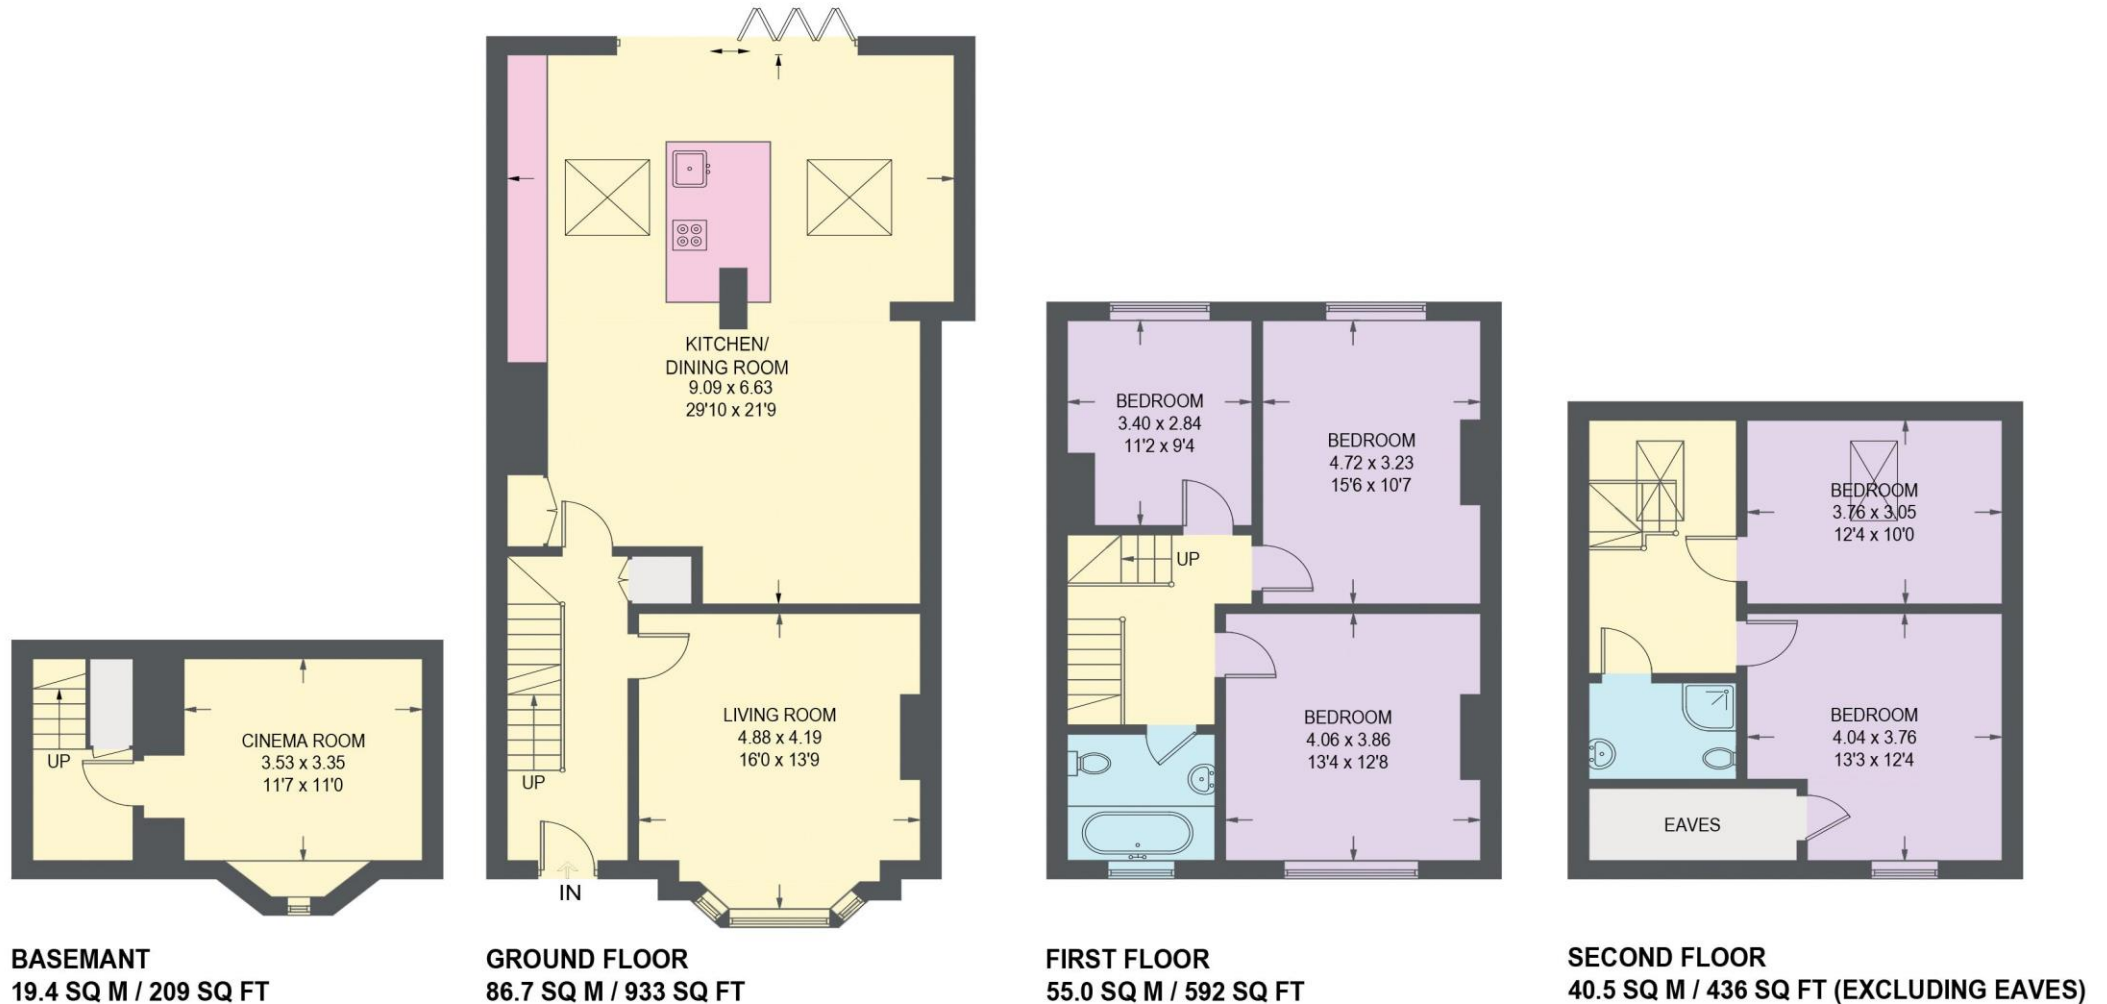 KITCHEN/
DINING ROOM
9.09 x 6.63
29'10 x 21'9
LIVING ROOM
4.88 x 4.19
16'0 x 13'9
UP
IN
CINEMA ROOM
3.53 x 3.35
11'7 x 11'0
UP
BEDROOM
3.40 x 2.84
11'2 x 9'4
BEDROOM
4.72 x 3.23
15'6 x 10'7
UP
BEDROOM
4.06 x 3.86
13'4 x 12'8
BEDROOM
3.76 x 3.05
12'4 x 10'0
BEDROOM
4.04 x 3.76
13'3 x 12'4
EAVES
BASEMANT
19.4 SQ M / 209 SQ FT
GROUND FLOOR
86.7 SQ M / 933 SQ FT
FIRST FLOOR
55.0 SQ M / 592 SQ FT
SECOND FLOOR
40.5 SQ M / 436 SQ FT (EXCLUDING EAVES)